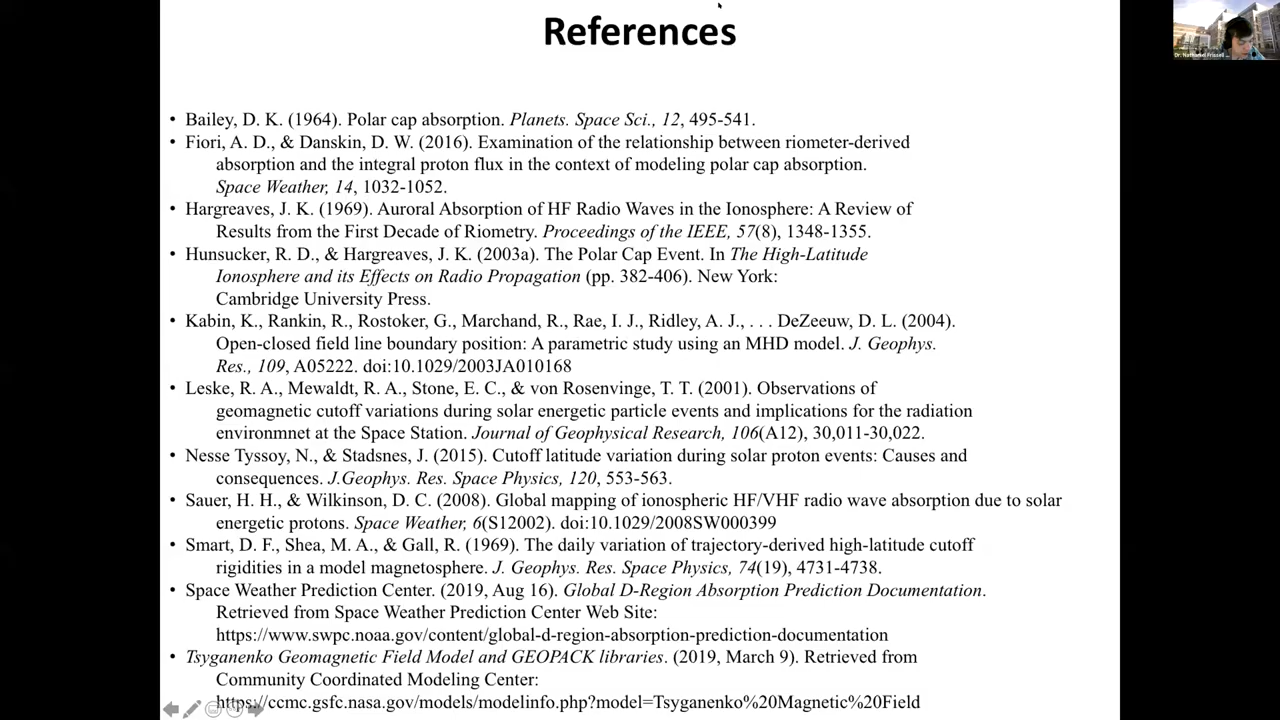 References
Dr. Nathaniel Frissell
• Bailey, D. K. (1964). Polar cap absorption. Planets. Space Sci., 12, 495-541.
• Fiori, A. D., & Danskin, D. W. (2016). Examination of the relationship between riometer-derived
absorption and the integral proton flux in the context of modeling polar cap absorption.
Space Weather, 14, 1032-1052.
• Hargreaves, J. K. (1969). Auroral Absorption of HF Radio Waves in the Ionosphere: A Review of
Results from the First Decade of Riometry. Proceedings of the IEEE, 57(8), 1348-1355.
• Hunsucker, R. D., & Hargreaves, J. K. (2003a). The Polar Cap Event. In The High-Latitude
Ionosphere and its Effects on Radio Propagation (pp. 382-406). New York:
Cambridge University Press.
• Kabin, K., Rankin, R., Rostoker, G., Marchand, R., Rae, I. J., Ridley, A. J., . . . DeZeeuw, D. L. (2004).
Open-closed field line boundary position: A parametric study using an MHD model. J. Geophys.
Res., 109, A05222. doi:10.1029/2003JA010168
• Leske, R. A., Mewaldt, R. A., Stone, E. C., & von Rosenvinge, T. T. (2001). Observations of
geomagnetic cutoff variations during solar energetic particle events and implications for the radiation
environmnet at the Space Station. Journal of Geophysical Research, 106(A12), 30,011-30,022.
• Nesse Tyssoy, N., & Stadsnes, J. (2015). Cutoff latitude variation during solar proton events: Causes and
consequences. J.Geophys. Res. Space Physics, 120, 553-563.
• Sauer, H. H., & Wilkinson, D. C. (2008). Global mapping of ionospheric HF/VHF radio wave absorption due to solar
energetic protons. Space Weather, 6(S12002). doi:10.1029/2008SW000399
• Smart, D. F., Shea, M. A., & Gall, R. (1969). The daily variation of trajectory-derived high-latitude cutoff
rigidities in a model magnetosphere. J. Geophys. Res. Space Physics, 74(19), 4731-4738.
• Space Weather Prediction Center. (2019, Aug 16). Global D-Region Absorption Prediction Documentation.
Retrieved from Space Weather Prediction Center Web Site:
https://www.swpc.noaa.gov/content/global-d-region-absorption-prediction-documentation
• Tsyganenko Geomagnetic Field Model and GEOPACK libraries. (2019, March 9). Retrieved from
Community Coordinated Modeling Center:
https://ccmc.gsfc.nasa.gov/models/modelinfo.php?model=Tsyganenko%20Magnetic%20Field